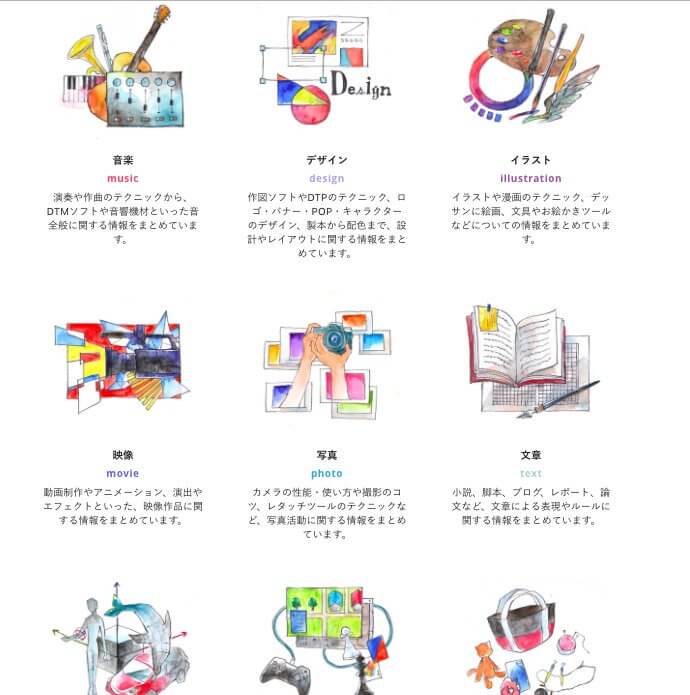 Design
音楽
music
演奏や作曲のテクニックから、
DTMソフトや音響機材といった音
全般に関する情報をまとめていま
す。
デザイン
design
作図ソフトやDTPのテクニック、ロ
ゴ・バナー・POP・キャラクター
のデザイン、製本から配色まで、設
計やレイアウトに関する情報をまと
めています。
イラスト
illustration
イラストや漫画のテクニック、デッ
サンに絵画、文具やお絵かきツール
などについての情報をまとめていま
す。
映像
movie
動画制作やアニメーション、演出や
エフェクトといった、映像作品に関
する情報をまとめています。
写真
photo
カメラの性能・使い方や撮影のコ
ツ、レタッチツールのテクニックな
ど、写真活動に関する情報をまとめ
ています。
文章
text
小説、脚本、ブログ、レポート、論
文など、文章による表現やルールに
関する情報をまとめています。